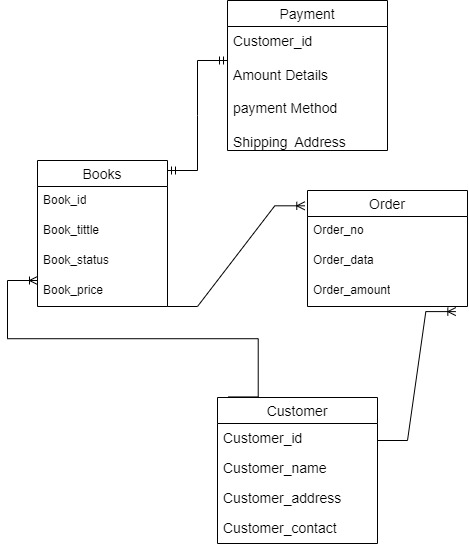 Payment
Customer_id
Amount Details
payment Method
Shipping_Address
Books
Book_id
Book_tittle
Book_status
Book_price
Order
Order_no
Order_data
Order_amount
Customer
Customer_id
Customer_name
Customer_address
Customer_contact